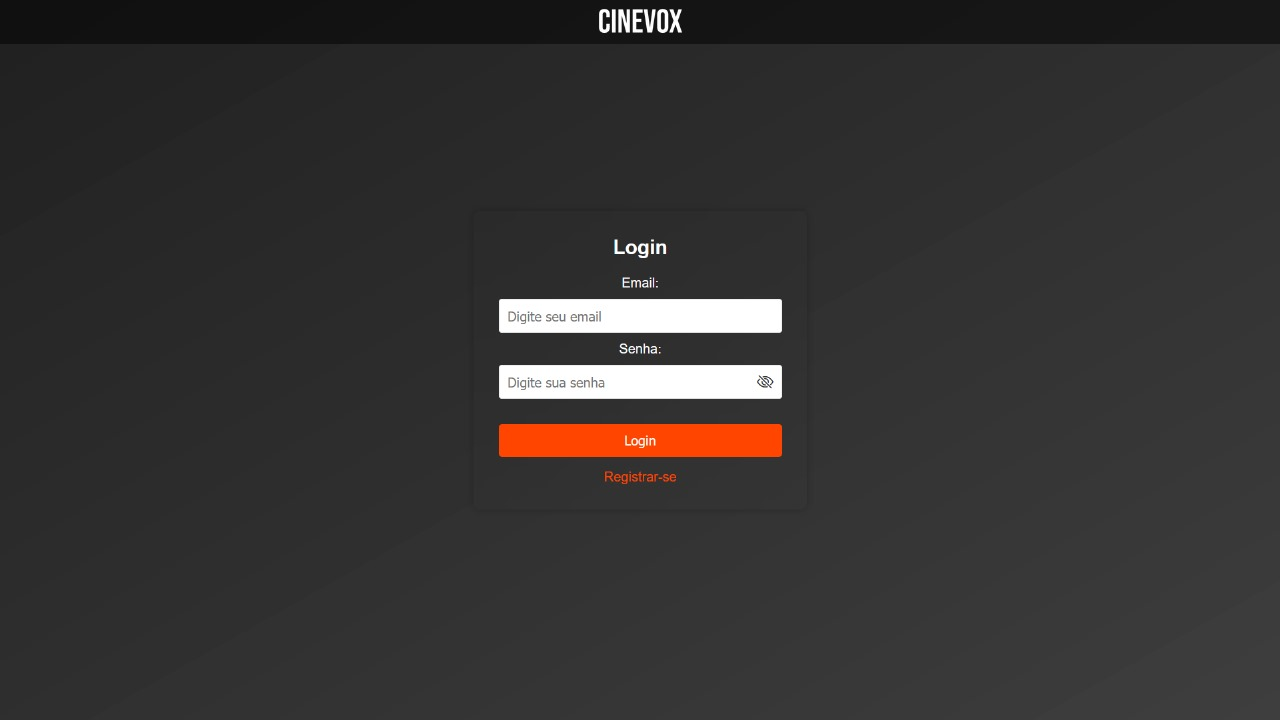 CINEVOX
Login
Email:
Digite seu email
Senha:
Digite sua senha
Login
Registrar-se